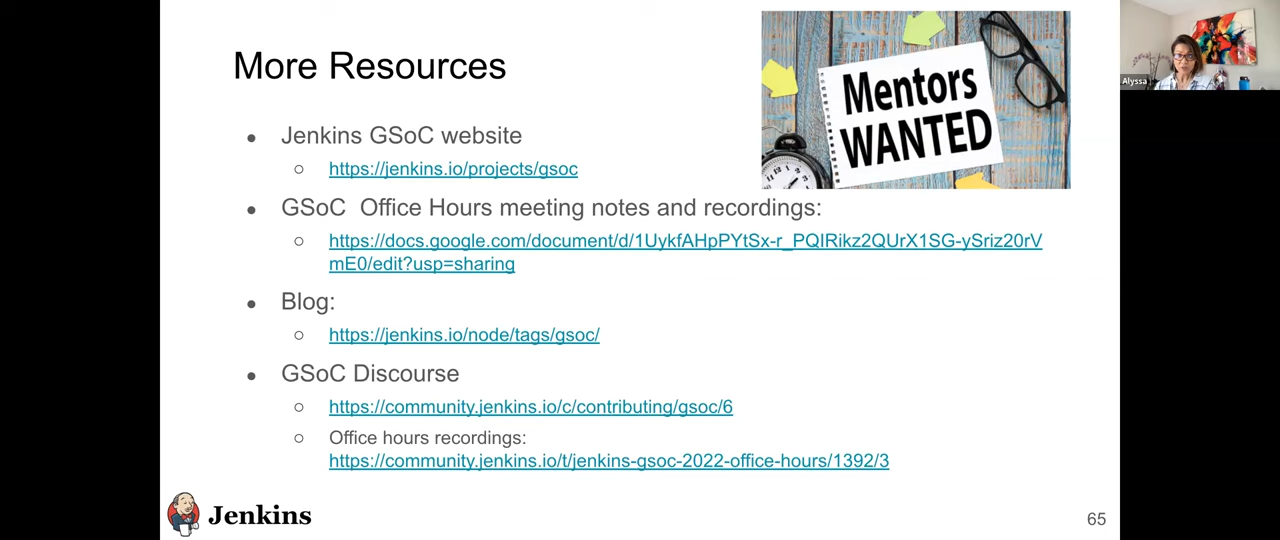 More Resources
Mentors
WANTED
Alyssa
● Jenkins GSoC website
○ https://jenkins.io/projects/gsoc
● GSoC  Office Hours meeting notes and recordings:
○ https://docs.google.com/document/d/1UykfAHpPYtSx-r_PQIRikz2QUrX1SG-ySriz20rV
mE0/edit?usp=sharing
● Blog:
○ https://jenkins.io/node/tags/gsoc/
● GSoC Discourse
○ https://community.jenkins.io/c/contributing/gsoc/6
○ Office hours recordings:
https://community.jenkins.io/t/jenkins-gsoc-2022-office-hours/1392/3
Jenkins
65